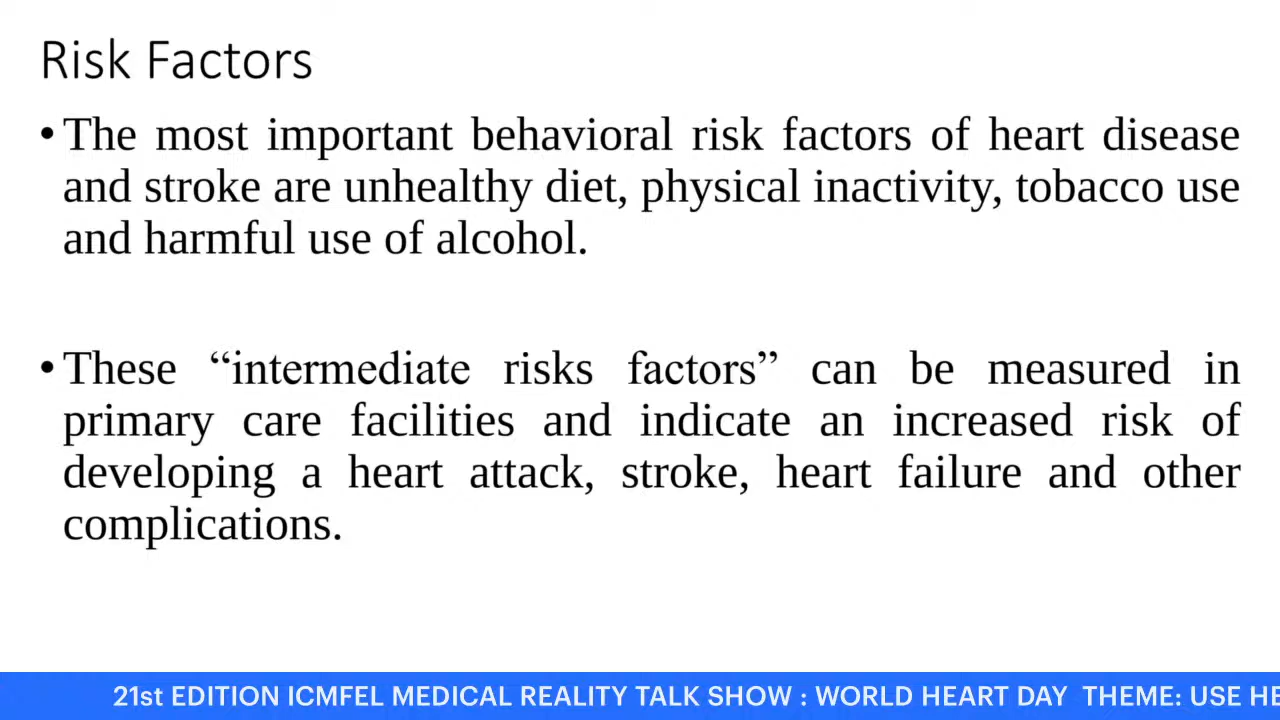 Risk Factors
• The most important behavioral risk factors of heart disease
and stroke are unhealthy diet, physical inactivity, tobacco use
and harmful use of alcohol.
• These “intermediate risks factors” can be measured in
primary care facilities and indicate an increased risk of
developing a heart attack, stroke, heart failure and other
complications.
21st EDITION ICMFEL MEDICAL REALITY TALK SHOW : WORLD HEART DAY THEME: USE HE